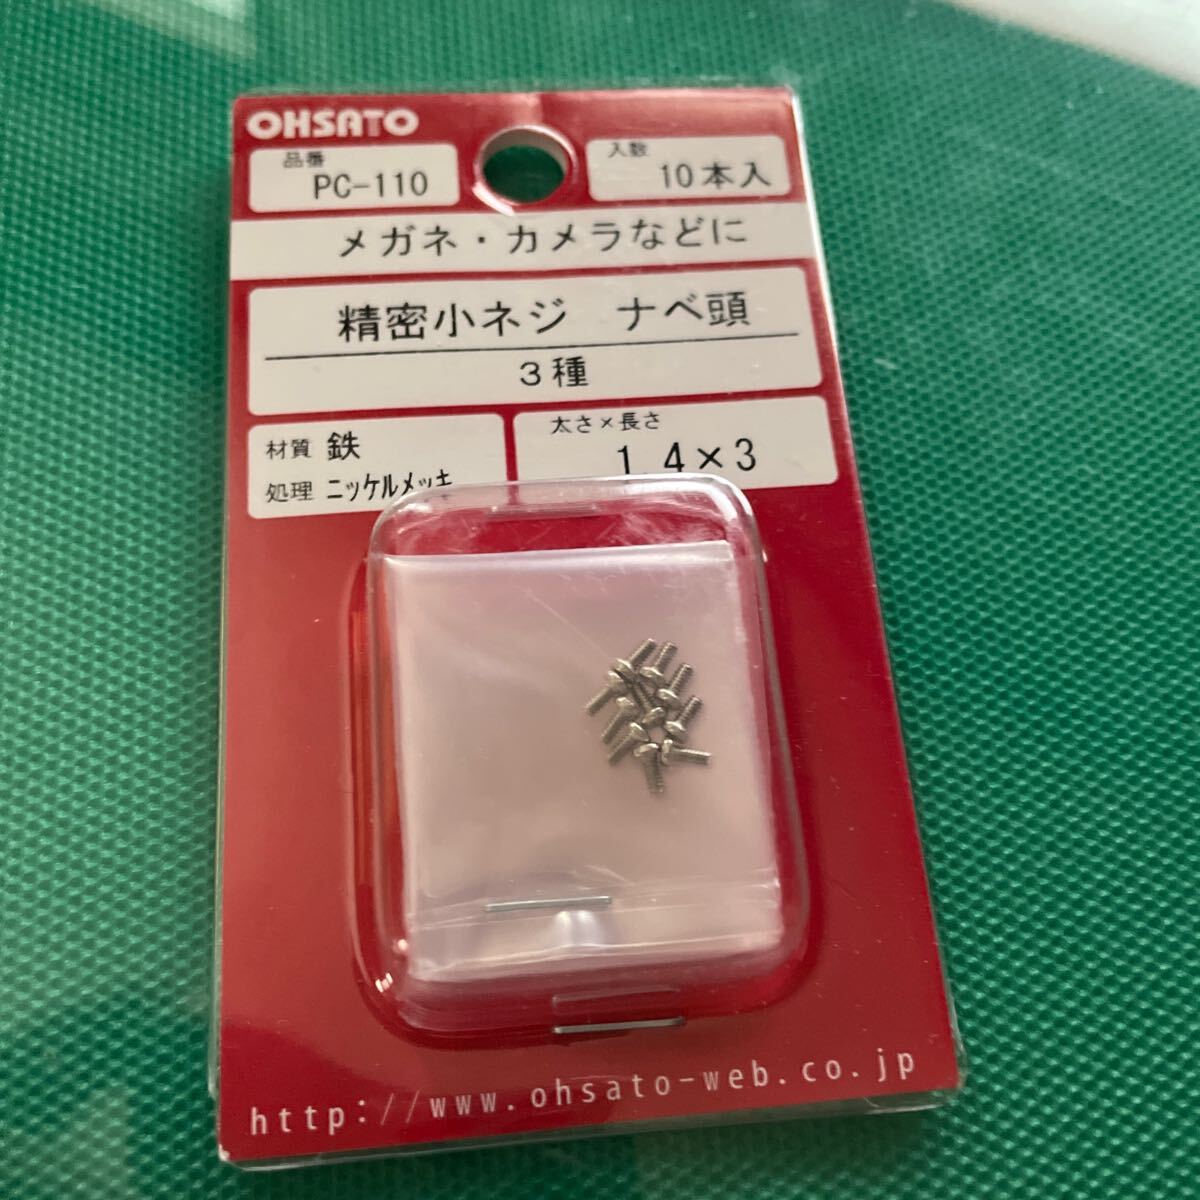 OHSATO
品番
PC-110
入数
10本入
メガネ・カメラなどに
精密小ネジ ナベ頭
3種
材質 鉄
処理 ニッケルメッキ
太さ×長さ
1.4×3
http://www.ohsato-web.co.jp